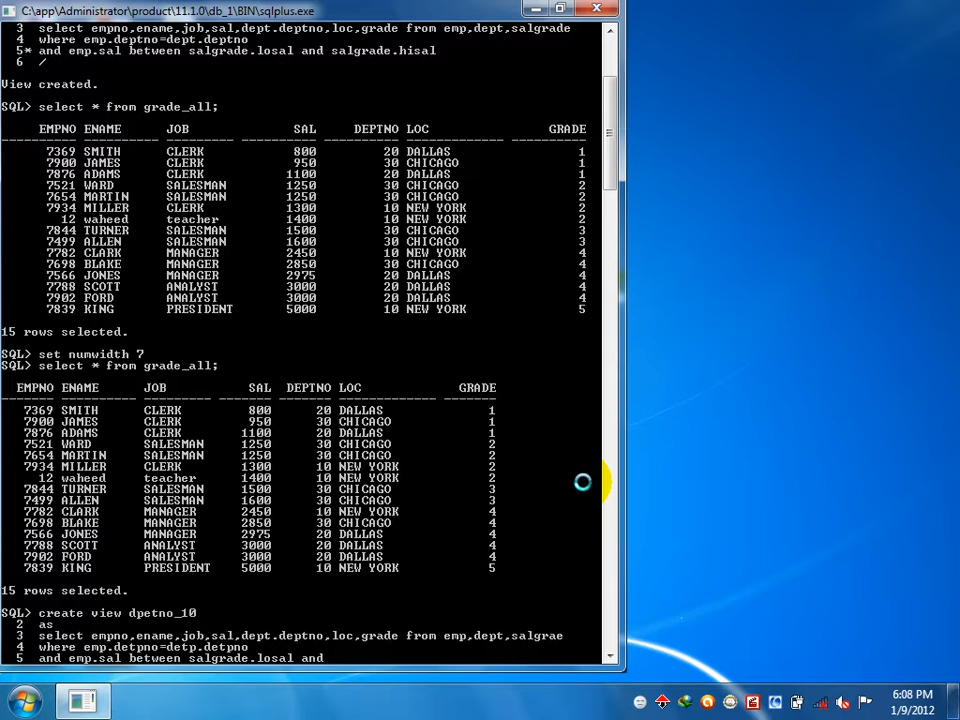 C:\app\Administrator\product\11.1.0\db_1\BIN\sqlplus.exe
3 select empno,ename,job,sal,dept.deptno,loc,grade from emp,dept,salgrade
4 where emp.deptno=dept.deptno
5* and emp.sal between salgrade.losal and salgrade.hisal
6 /
View created.
SQL> select * from grade_all;
EMPNO ENAME JOB SAL DEPTNO LOC GRADE
7369 SMITH CLERK 800 20 DALLAS 1
7900 JAMES CLERK 950 30 CHICAGO 1
7876 ADAMS CLERK 1100 20 DALLAS 1
7521 WARD SALESMAN 1250 30 CHICAGO 2
7654 MARTIN SALESMAN 1250 30 CHICAGO 2
7934 MILLER CLERK 1300 10 NEW YORK 2
12 waheed teacher 1400 10 NEW YORK 2
7844 TURNER SALESMAN 1500 30 CHICAGO 3
7499 ALLEN SALESMAN 1600 30 CHICAGO 3
7782 CLARK MANAGER 2450 10 NEW YORK 4
7698 BLAKE MANAGER 2850 30 CHICAGO 4
7566 JONES MANAGER 2975 20 DALLAS 4
7788 SCOTT ANALYST 3000 20 DALLAS 4
7902 FORD ANALYST 3000 20 DALLAS 4
7839 KING PRESIDENT 5000 10 NEW YORK 5
15 rows selected.
SQL> set numwidth 7
SQL> select * from grade_all;
EMPNO ENAME JOB SAL DEPTNO LOC GRADE
7369 SMITH CLERK 800 20 DALLAS 1
7900 JAMES CLERK 950 30 CHICAGO 1
7876 ADAMS CLERK 1100 20 DALLAS 1
7521 WARD SALESMAN 1250 30 CHICAGO 2
7654 MARTIN SALESMAN 1250 30 CHICAGO 2
7934 MILLER CLERK 1300 10 NEW YORK 2
12 waheed teacher 1400 10 NEW YORK 2
7844 TURNER SALESMAN 1500 30 CHICAGO 3
7499 ALLEN SALESMAN 1600 30 CHICAGO 3
7782 CLARK MANAGER 2450 10 NEW YORK 4
7698 BLAKE MANAGER 2850 30 CHICAGO 4
7566 JONES MANAGER 2975 20 DALLAS 4
7788 SCOTT ANALYST 3000 20 DALLAS 4
7902 FORD ANALYST 3000 20 DALLAS 4
7839 KING PRESIDENT 5000 10 NEW YORK 5
15 rows selected.
SQL> create view dpetno_10
2 as
3 select empno,ename,job,sal,dept.deptno,loc,grade from emp,dept,salgrae
4 where emp.detpno=detp.detpno
5 and emp.sal between salgrade.losal and
6:08 PM
1/9/2012